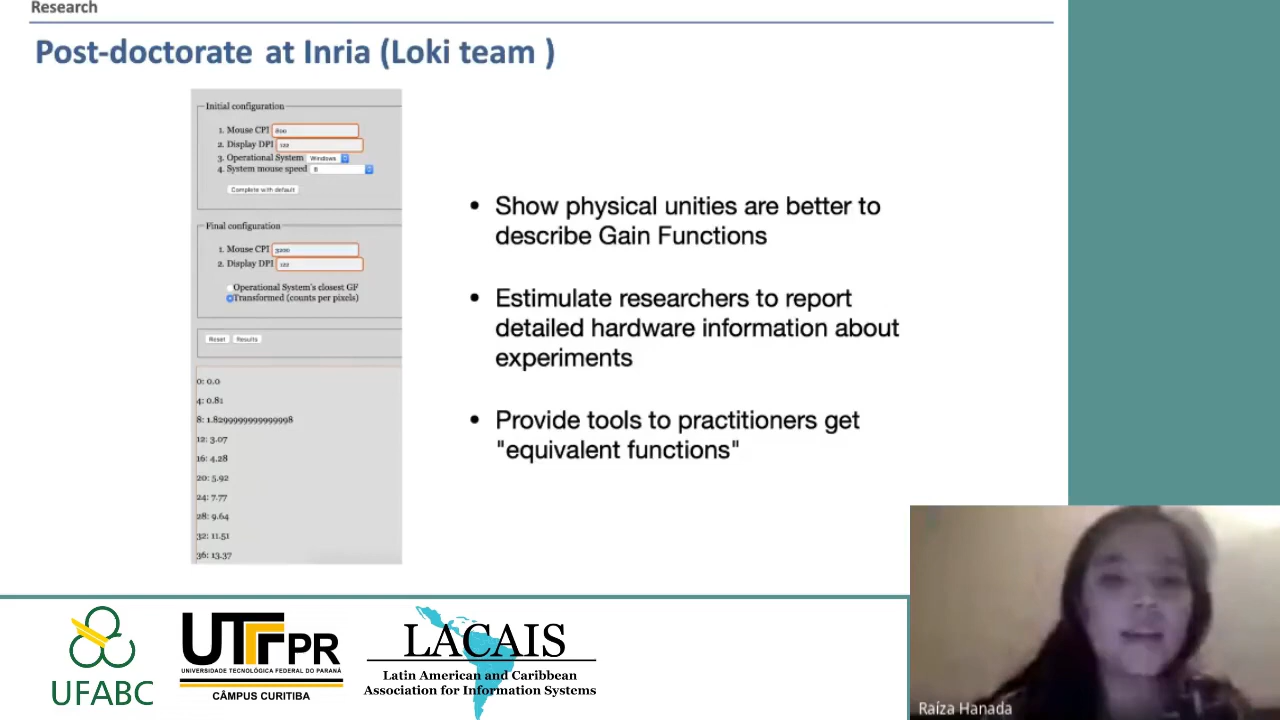 Research
Post-doctorate at Inria (Loki team )
Initial configuration
1. Mouse CPI 800
2. Display DPI 122
3. Operational System Windows
4. System mouse speed 8
Complete with default
Final configuration
1. Mouse CPI 3200
2. Display DPI 122
Operational System's closest GF
Transformed (counts per pixels)
Reset Results
0: 0.0
4: 0.81
8: 1.8299999999999998
12: 3.07
16: 4.28
20: 5.92
24: 7.77
28: 9.64
32: 11.51
36: 13.37
• Show physical unities are better to
describe Gain Functions
• Estimulate researchers to report
detailed hardware information about
experiments
• Provide tools to practitioners get
"equivalent functions"
UFABC
UTFPR
UNIVERSIDADE TECNOLÓGICA FEDERAL DO PARANÁ
CÂMPUS CURITIBA
LACAIS
Latin American and Caribbean
Association for Information Systems
Raíza Hanada